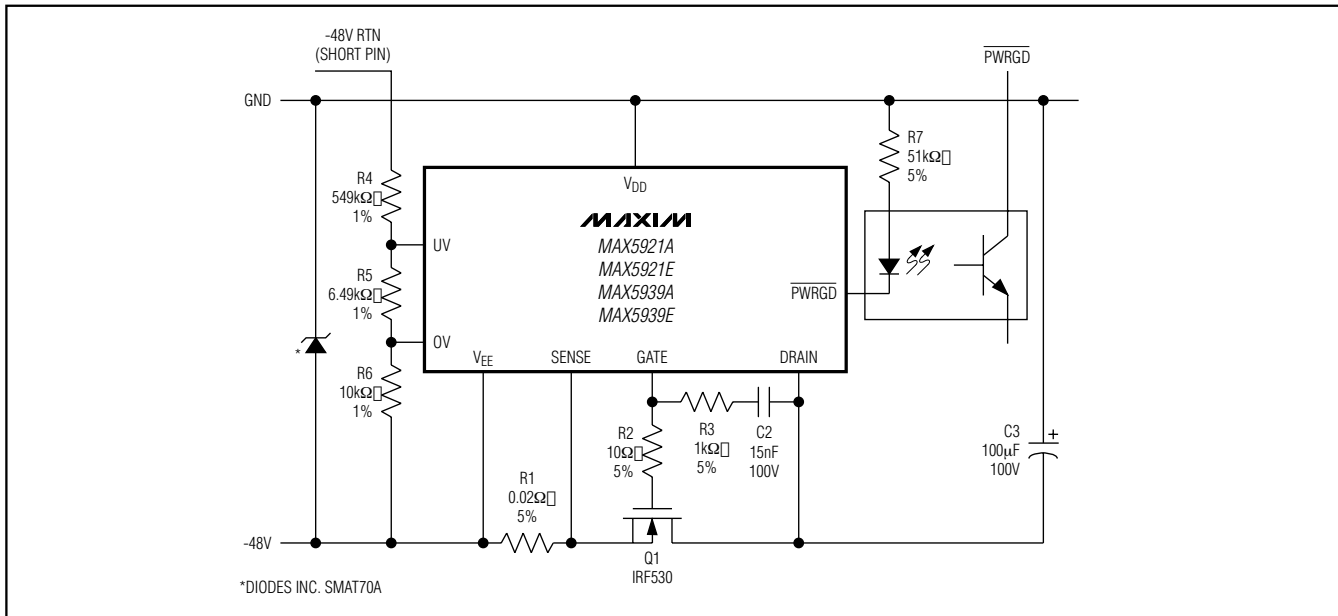 -48V RTN
(SHORT PIN)
PWRGD
GND
R7
51kΩ
5%
R4
549kΩ
1%
VDD
MAXIM
MAX5921A
MAX5921E
MAX5939A
MAX5939E
UV
R5
6.49kΩ
1%
PWRGD
OV
VEE
SENSE
GATE
DRAIN
*
R6
10kΩ
1%
R2
10Ω
5%
R3
1kΩ
5%
C2
15nF
100V
C3
100µF
100V
+
R1
0.02Ω
5%
-48V
Q1
IRF530
*DIODES INC. SMAT70A